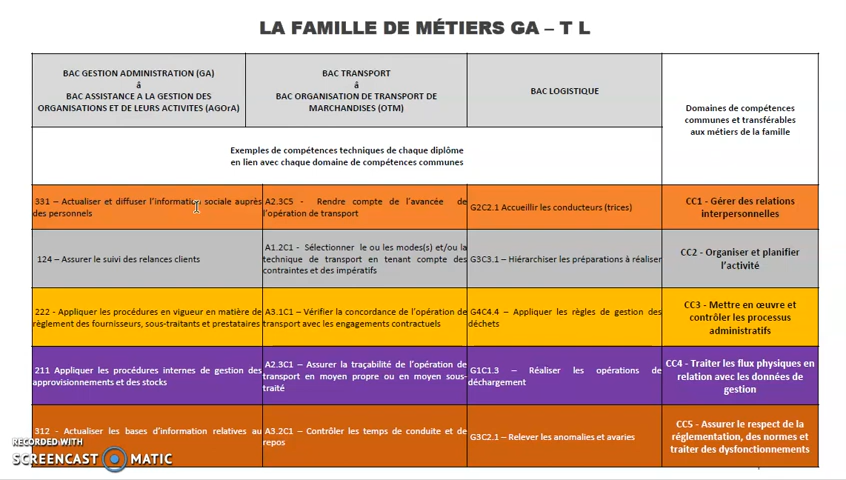 LA FAMILLE DE MÉTIERS GA – T L
BAC GESTION ADMINISTRATION (GA)
â
BAC ASSISTANCE A LA GESTION DES
ORGANISATIONS ET DE LEURS ACTIVITES (AGOrA)
BAC TRANSPORT
â
BAC ORGANISATION DE TRANSPORT DE
MARCHANDISES (OTM)
BAC LOGISTIQUE
Domaines de compétences
communes et transférables
aux métiers de la famille
Exemples de compétences techniques de chaque diplôme
en lien avec chaque domaine de compétences communes
331 – Actualiser et diffuser l'information sociale auprès
des personnels
A2.3C5 - Rendre compte de l'avancée de
l'opération de transport
G2C2.1 Accueillir les conducteurs (trices)
CC1 - Gérer des relations
interpersonnelles
124 – Assurer le suivi des relances clients
A1.2C1 - Sélectionner le ou les modes(s) et/ou la
technique de transport en tenant compte des
contraintes et des impératifs
G3C3.1 – Hiérarchiser les préparations à réaliser
CC2 - Organiser et planifier
l'activité
222 - Appliquer les procédures en vigueur en matière de
règlement des fournisseurs, sous-traitants et prestataires
A3.1C1 – Vérifier la concordance de l'opération de
transport avec les engagements contractuels
G4C4.4 – Appliquer les règles de gestion des
déchets
CC3 - Mettre en œuvre et
contrôler les processus
administratifs
211 Appliquer les procédures internes de gestion des
approvisionnements et des stocks
A2.3C1 – Assurer la traçabilité de l'opération de
transport en moyen propre ou en moyen sous-
traité
G1C1.3 – Réaliser les opérations de
déchargement
CC4 - Traiter les flux physiques en
relation avec les données de
gestion
312 - Actualiser les bases d'information relatives au
A3.2C1 – Contrôler les temps de conduite et de
repos
G3C2.1 – Relever les anomalies et avaries
CC5 - Assurer le respect de la
réglementation, des normes et
traiter des dysfonctionnements
RECORDED WITH
SCREENCAST MATIC